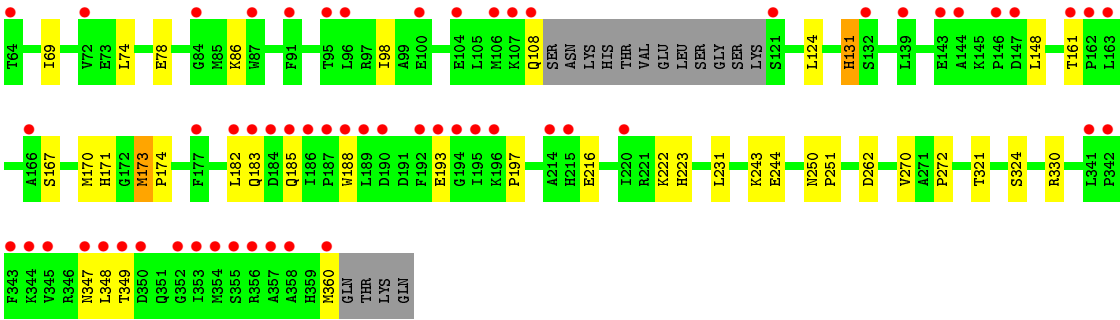 T64 I69 V72 E73 L74 E78 G84 M85 K86 W87 F91 T95 L96 R97 I98 A99 E100 E104 L105 M106 K107 Q108 SER ASN LYS HIS THR VAL GLU LEU SER GLY SER LYS S121 L124 H131 S132 L139 E143 A144 K145 P146 D147 L148 T161 P162 L163
A166 S167 M170 H171 G172 M173 P174 F177 L182 Q183 D184 Q185 I186 P187 W188 L189 D190 D191 F192 E193 G194 I195 K196 P197 A214 H215 E216 I220 R221 K222 H223 L231 K243 E244 N250 P251 D262 V270 A271 P272 T321 S324 R330 L341 P342
F343 K344 V345 R346 N347 L348 T349 D350 Q351 G352 I353 M354 S355 R356 A357 A358 H359 M360 GLN THR LYS GLN